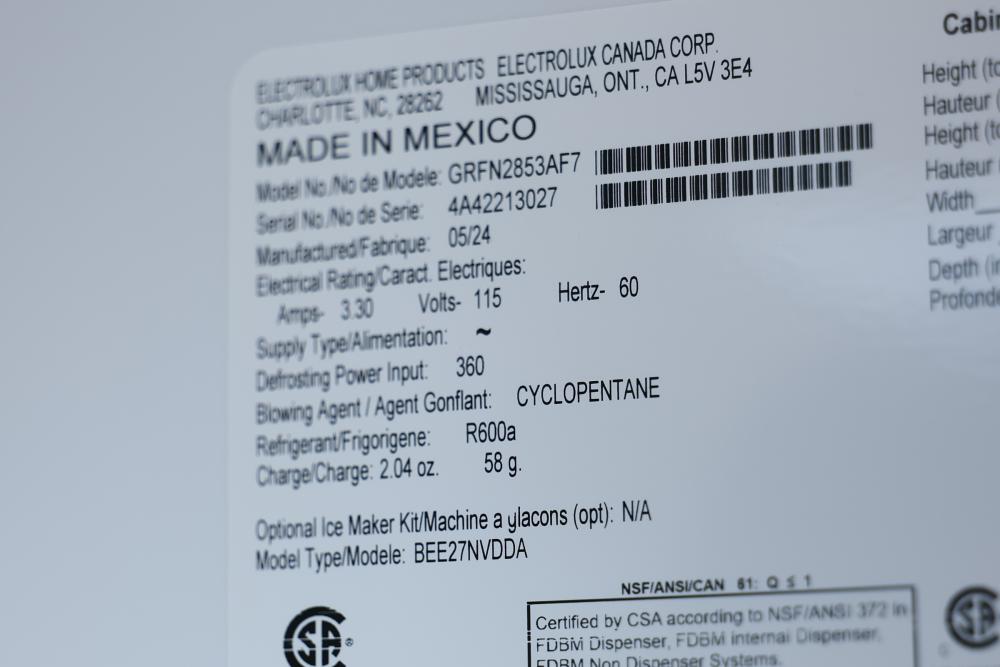 ELECTROLUX HOME PRODUCTS ELECTROLUX CANADA CORP.
CHARLOTTE, NC, 28262 MISSISSAUGA, ONT., CA L5V 3E4
MADE IN MEXICO
Model No./No de Modele: GRFN2853AF7
Serial No./No de Serie: 4A42213027
Manufactured/Fabrique: 05/24
Electrical Rating/Caract. Electriques:
Amps- 3.30 Volts- 115 Hertz- 60
Supply Type/Alimentation: ~
Defrosting Power Input: 360
Blowing Agent / Agent Gonflant: CYCLOPENTANE
Refrigerant/Frigorigene: R600a
Charge/Charge: 2.04 oz. 58 g.
Optional Ice Maker Kit/Machine a glacons (opt): N/A
Model Type/Modele: BEE27NVDDA
NSF/ANSI/CAN 61: Q ≤ 1
Certified by CSA according to NSF/ANSI 372 in
FDBM Dispenser, FDBM Internal Dispenser,
FDBM Non Dispenser Systems.
SA ®
Cabin
Height (to
Hauteur (
Height (to
Hauteur
Width
Largeur
Depth (in
Profonde